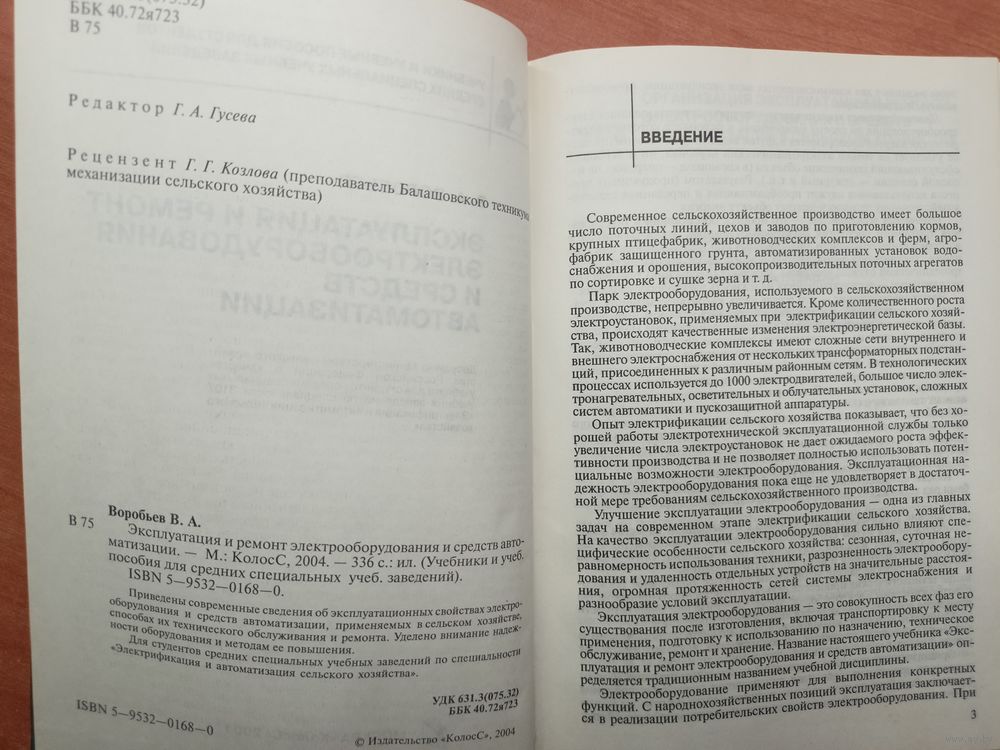 ББК 40.72я723
В 75
Редактор Г. А. Гусева
Рецензент Г. Г. Козлова (преподаватель Балашовского техникума
механизации сельского хозяйства)
Воробьев В. А.
В 75 Эксплуатация и ремонт электрооборудования и средств авто-
матизации. — М.: КолосС, 2004. — 336 с.: ил. (Учебники и учеб.
пособия для средних специальных учеб. заведений).
ISBN 5—9532—0168—0.
Приведены современные сведения об эксплуатационных свойствах электро-
оборудования и средств автоматизации, применяемых в сельском хозяйстве,
способах их технического обслуживания и ремонта. Уделено внимание надеж-
ности оборудования и методам ее повышения.
Для студентов средних специальных учебных заведений по специальности
«Электрификация и автоматизация сельского хозяйства».
УДК 631.3(075.32)
ББК 40.72я723
ISBN 5—9532—0168—0
© Издательство «КолосС», 2004
ВВЕДЕНИЕ
Современное сельскохозяйственное производство имеет большое
число поточных линий, цехов и заводов по приготовлению кормов,
крупных птицефабрик, животноводческих комплексов и ферм, агро-
фабрик защищенного грунта, автоматизированных установок водо-
снабжения и орошения, высокопроизводительных поточных агрегатов
по сортировке и сушке зерна и т. д.
Парк электрооборудования, используемого в сельскохозяйственном
производстве, непрерывно увеличивается. Кроме количественного роста
электроустановок, применяемых при электрификации сельского хозяй-
ства, происходят качественные изменения электроэнергетической базы.
Так, животноводческие комплексы имеют сложные сети внутреннего и
внешнего электроснабжения от нескольких трансформаторных подстан-
ций, присоединенных к различным районным сетям. В технологических
процессах используется до 1000 электродвигателей, большое число элек-
тронагревательных, осветительных и облучательных установок, сложных
систем автоматики и пускозащитной аппаратуры.
Опыт электрификации сельского хозяйства показывает, что без хо-
рошей работы электротехнической эксплуатационной службы только
увеличение числа электроустановок не дает ожидаемого роста эффек-
тивности производства и не позволяет полностью использовать потен-
циальные возможности электрооборудования. Эксплуатационная на-
дежность электрооборудования пока еще не удовлетворяет в достаточ-
ной мере требованиям сельскохозяйственного производства.
Улучшение эксплуатации электрооборудования — одна из главных
задач на современном этапе электрификации сельского хозяйства.
На качество эксплуатации электрооборудования сильно влияют спе-
цифические особенности сельского хозяйства: сезонная, суточная не-
равномерность использования техники, разрозненность электрообору-
дования и удаленность отдельных устройств на значительные расстоя-
ния, огромная протяженность сетей системы электроснабжения и
разнообразие условий эксплуатации.
Эксплуатация электрооборудования — это совокупность всех фаз его
существования после изготовления, включая транспортировку к месту
применения, подготовку к использованию по назначению, техническое
обслуживание, ремонт и хранение. Название настоящего учебника «Экс-
плуатация и ремонт электрооборудования и средств автоматизации» оп-
ределяется традиционным названием учебной дисциплины.
Электрооборудование применяют для выполнения конкретных
функций. С народнохозяйственных позиций эксплуатация заключает-
ся в реализации потребительских свойств электрооборудования. При
3